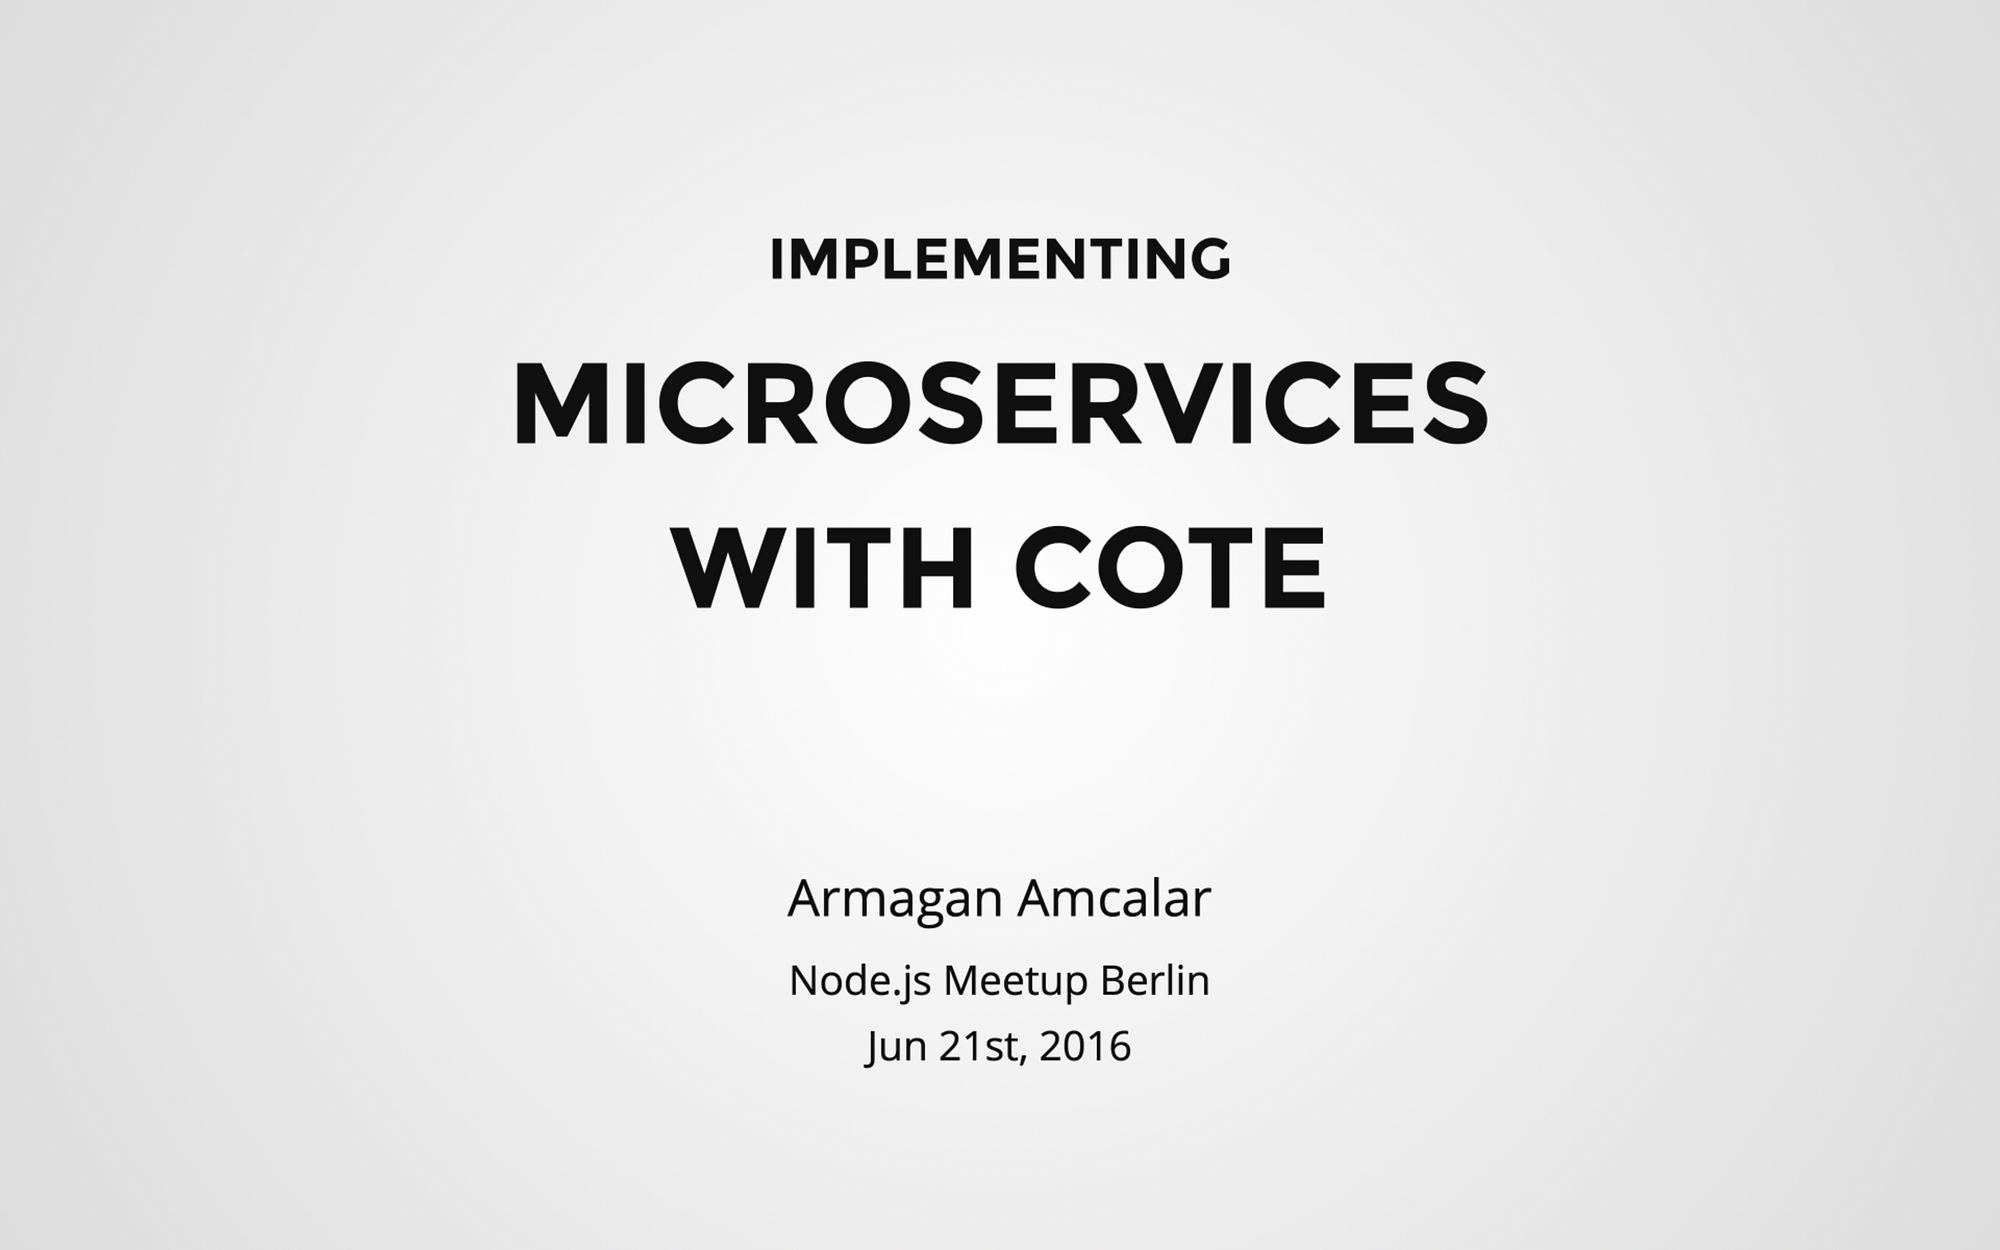 IMPLEMENTING
MICROSERVICES
WITH COTE
Armagan Amcalar
Node.js Meetup Berlin
Jun 21st, 2016